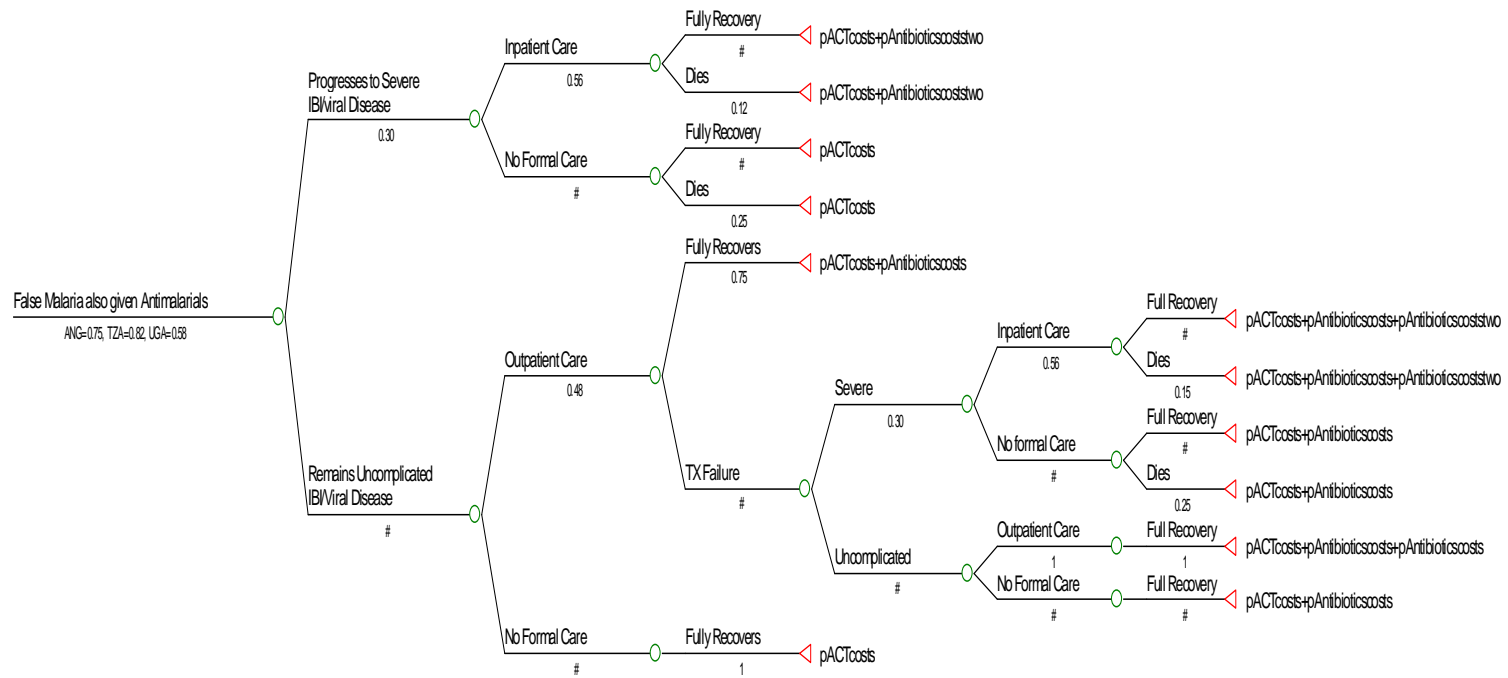 Fully Recovery
#
pACTcosts+pAntibioticscoststwo
Inpatient Care
0.56
Dies
0.12
pACTcosts+pAntibioticscoststwo
Progresses to Severe
IBI/viral Disease
0.30
Fully Recovery
#
pACTcosts
No Formal Care
#
Dies
0.25
pACTcosts
False Malaria also given Antimalarials
ANG=0.75, TZA=0.82, UGA=0.58
Fully Recovers
0.75
pACTcosts+pAntibioticscosts
Outpatient Care
0.48
Full Recovery
#
pACTcosts+pAntibioticscosts+pAntibioticscoststwo
Inpatient Care
0.56
Dies
0.15
pACTcosts+pAntibioticscosts+pAntibioticscoststwo
Severe
0.30
Full Recovery
#
pACTcosts+pAntibioticscosts
No formal Care
#
Dies
0.25
pACTcosts+pAntibioticscosts
TX Failure
#
Remains Uncomplicated
IBI/Viral Disease
#
Outpatient Care
1
Full Recovery
1
pACTcosts+pAntibioticscosts+pAntibioticscosts
Uncomplicated
#
No Formal Care
#
Full Recovery
#
pACTcosts+pAntibioticscosts
No Formal Care
#
Fully Recovers
1
pACTcosts